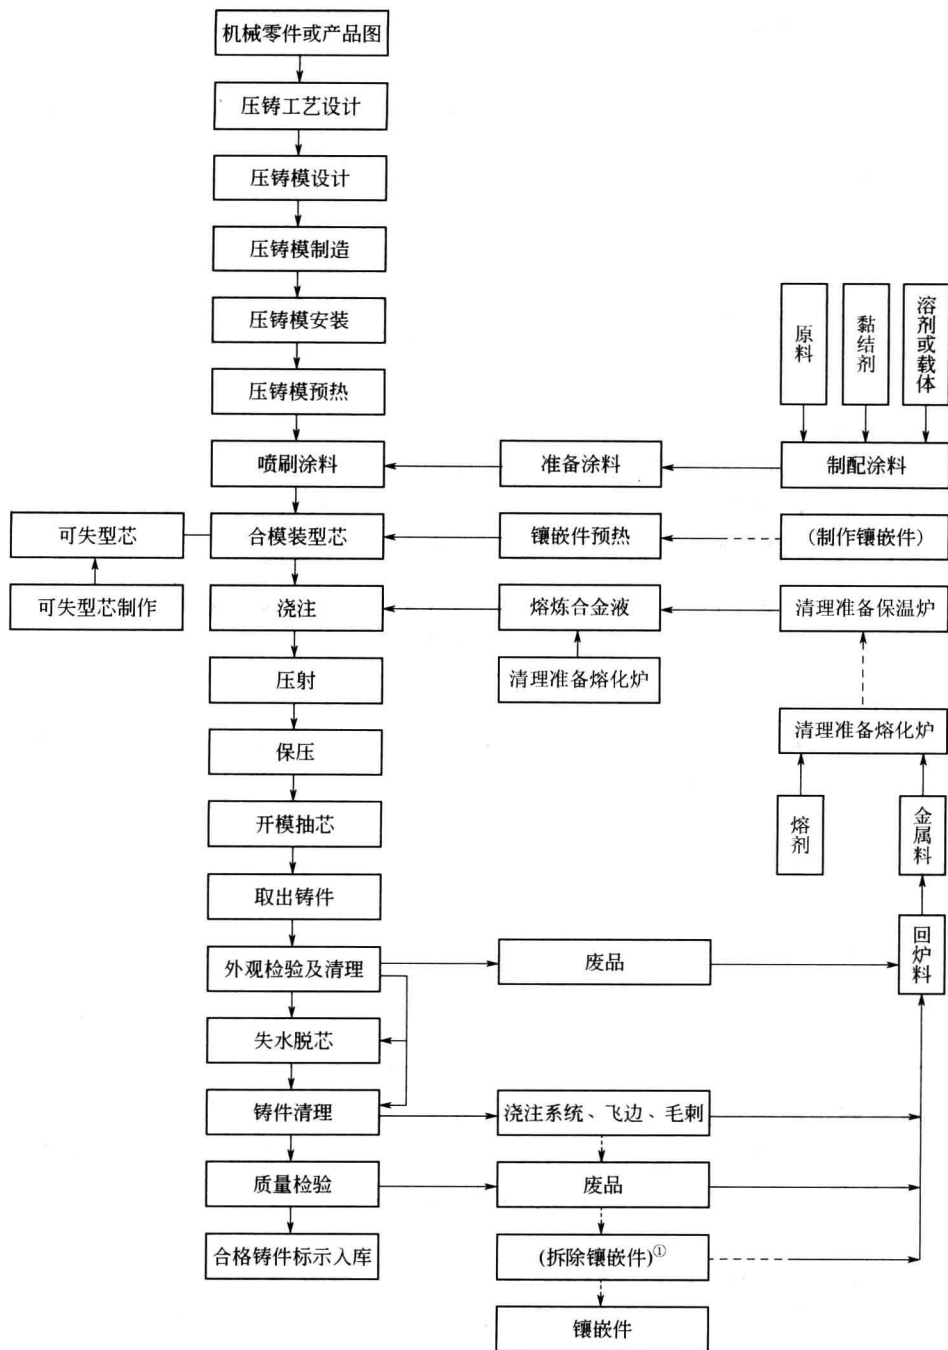 机械零件或产品图
压铸工艺设计
压铸模设计
压铸模制造
压铸模安装
压铸模预热
原料
黏结剂
溶剂或载体
喷刷涂料
准备涂料
制配涂料
可失型芯
合模装型芯
镶嵌件预热
(制作镶嵌件)
可失型芯制作
浇注
熔炼合金液
清理准备保温炉
压射
清理准备熔化炉
清理准备熔化炉
保压
开模抽芯
熔剂
金属料
取出铸件
外观检验及清理
废品
回炉料
失水脱芯
铸件清理
浇注系统、飞边、毛刺
质量检验
废品
合格铸件标示入库
(拆除镶嵌件)①
镶嵌件